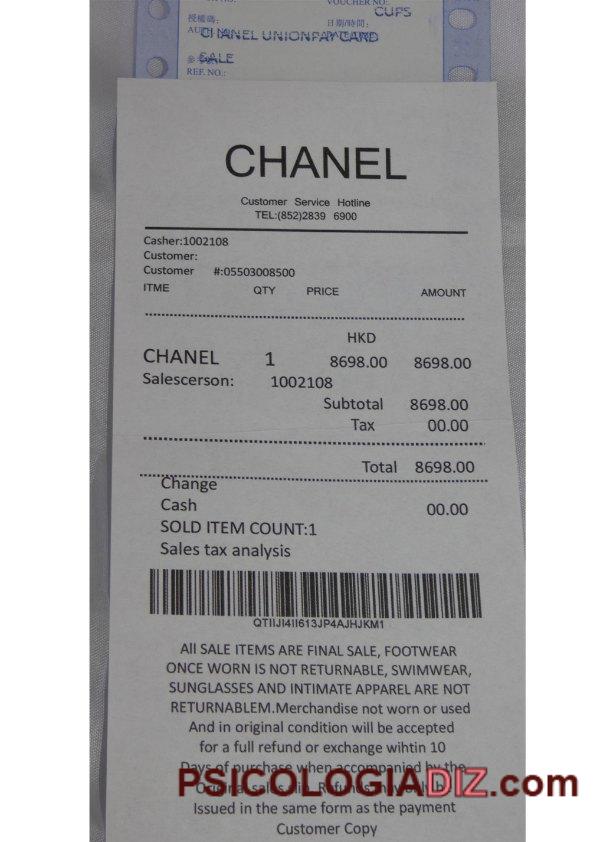 VOUCHER NO.:
CUPS
授權碼:
日期/時間:
CHANEL UNIONPAY CARD
SALE
REF. NO.:
CHANEL
Customer Service Hotline
TEL:(852)2839 6900
Casher:1002108
Customer:
Customer #:05503008500
ITME QTY PRICE AMOUNT
HKD
CHANEL 1 8698.00 8698.00
Salescerson: 1002108
Subtotal 8698.00
Tax 00.00
Total 8698.00
Change
Cash 00.00
SOLD ITEM COUNT:1
Sales tax analysis
QTIIJI4II613JP4AJHJKM1
All SALE ITEMS ARE FINAL SALE, FOOTWEAR
ONCE WORN IS NOT RETURNABLE, SWIMWEAR,
SUNGLASSES AND INTIMATE APPAREL ARE NOT
RETURNABLEM.Merchandise not worn or used
And in original condition will be accepted
for a full refund or exchange wihtin 10
Days of purchase when accompanied by the
Original sales slip. Refunds may only be
PSICOLOGIADIZ.com
Issued in the same form as the payment
Customer Copy